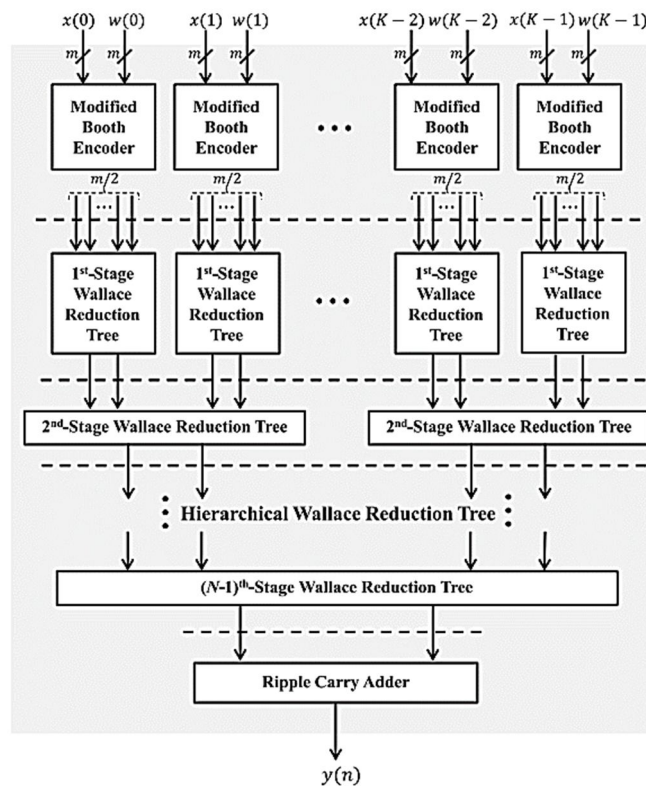 x(0) w(0) x(1) w(1) x(K−2) w(K−2) x(K−1) w(K−1)
m m m m m m m m
Modified Booth Encoder
Modified Booth Encoder
...
Modified Booth Encoder
Modified Booth Encoder
m/2 m/2 m/2 m/2
... ... ... ...
1st-Stage Wallace Reduction Tree
1st-Stage Wallace Reduction Tree
...
1st-Stage Wallace Reduction Tree
1st-Stage Wallace Reduction Tree
2nd-Stage Wallace Reduction Tree
2nd-Stage Wallace Reduction Tree
Hierarchical Wallace Reduction Tree
(N-1)th-Stage Wallace Reduction Tree
Ripple Carry Adder
y(n)